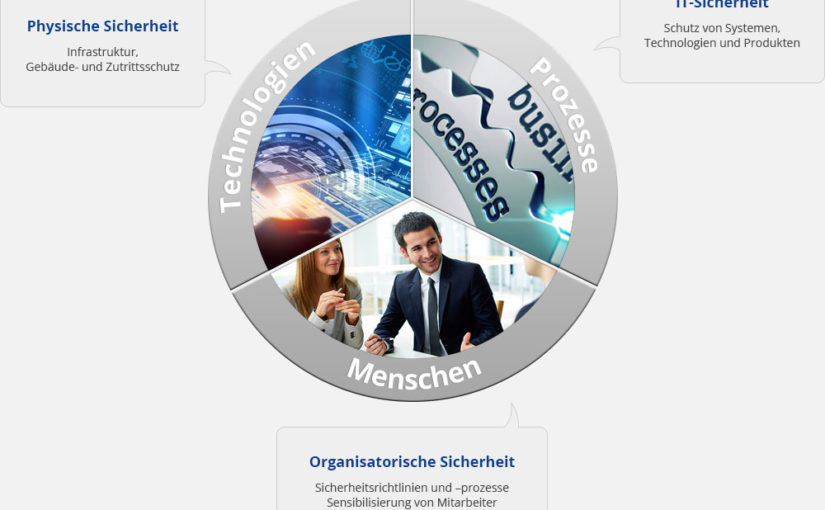 IT-Sicherheit
Physische Sicherheit
Schutz von Systemen,
Technologien und Produkten
Infrastruktur,
Gebäude- und Zutrittsschutz
Technologien
Prozesse
busin
rocesses
Menschen
Organisatorische Sicherheit
Sicherheitsrichtlinien und –prozesse
Sensibilisierung von Mitarbeiter